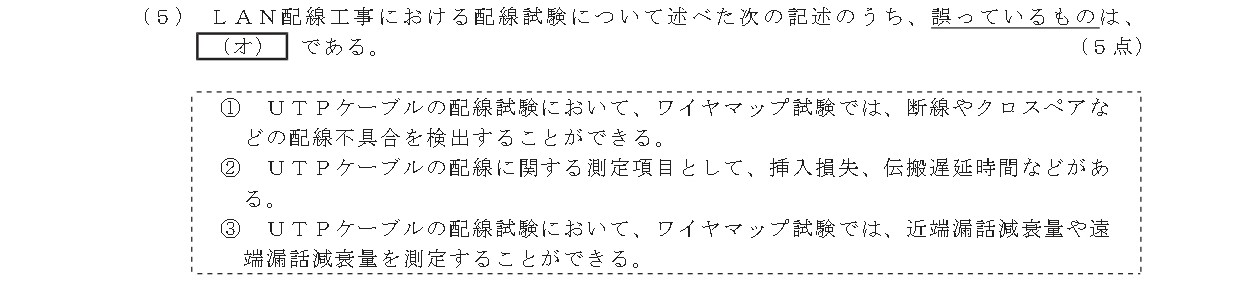 （５） ＬＡＮ配線工事における配線試験について述べた次の記述のうち、誤っているものは、
（オ） である。 （５点）
① ＵＴＰケーブルの配線試験において、ワイヤマップ試験では、断線やクロスペアな
どの配線不具合を検出することができる。
② ＵＴＰケーブルの配線に関する測定項目として、挿入損失、伝搬遅延時間などがあ
る。
③ ＵＴＰケーブルの配線試験において、ワイヤマップ試験では、近端漏話減衰量や遠
端漏話減衰量を測定することができる。